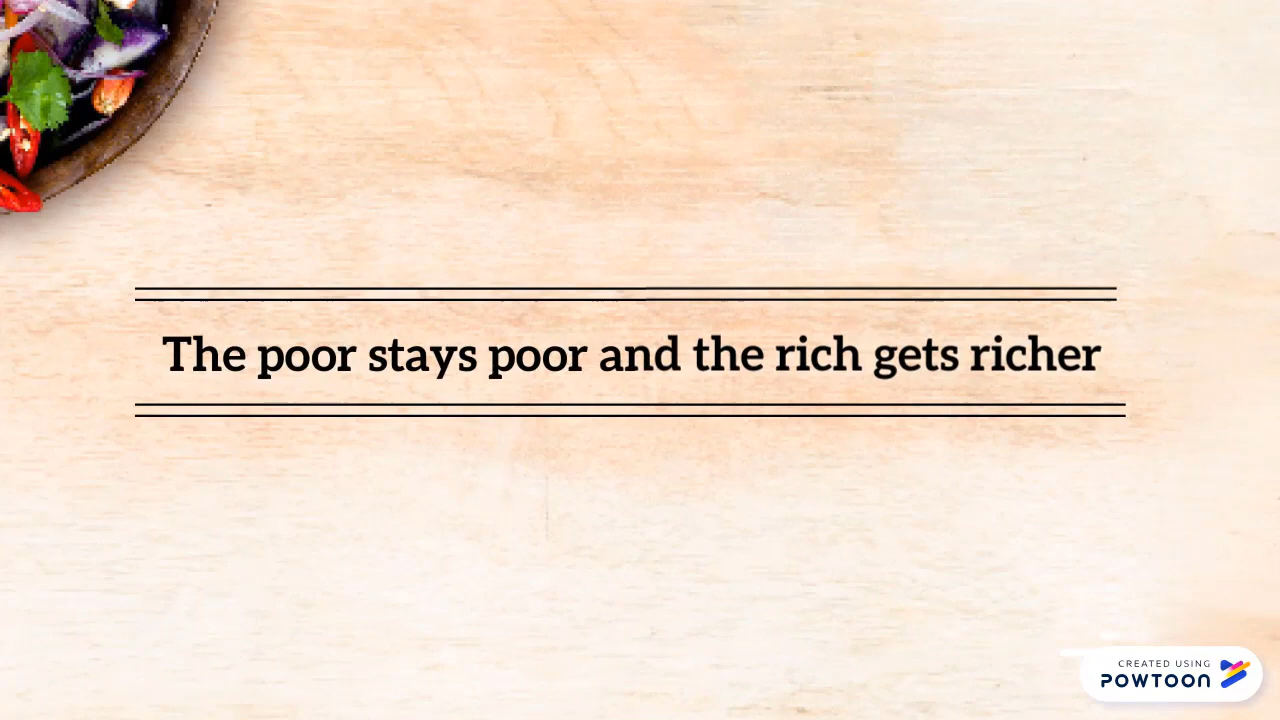 The poor stays poor and the rich gets richer
CREATED USING
POWTOON